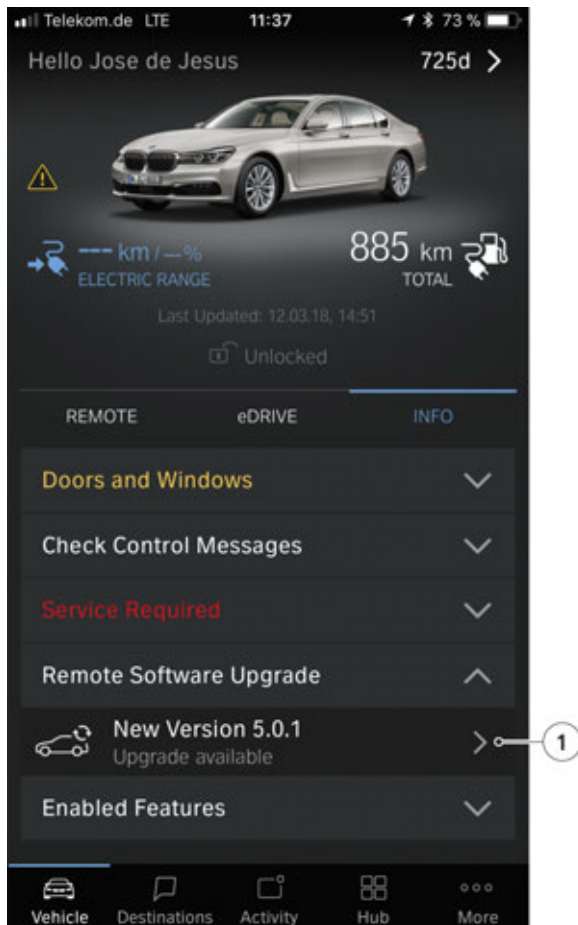 Telekom.de LTE 11:37 73 %
Hello Jose de Jesus 725d
--- km / --%
ELECTRIC RANGE
885 km
TOTAL
Last Updated: 12.03.18, 14:51
Unlocked
REMOTE eDRIVE INFO
Doors and Windows
Check Control Messages
Service Required
Remote Software Upgrade
New Version 5.0.1
Upgrade available
1
Enabled Features
Vehicle Destinations Activity Hub More